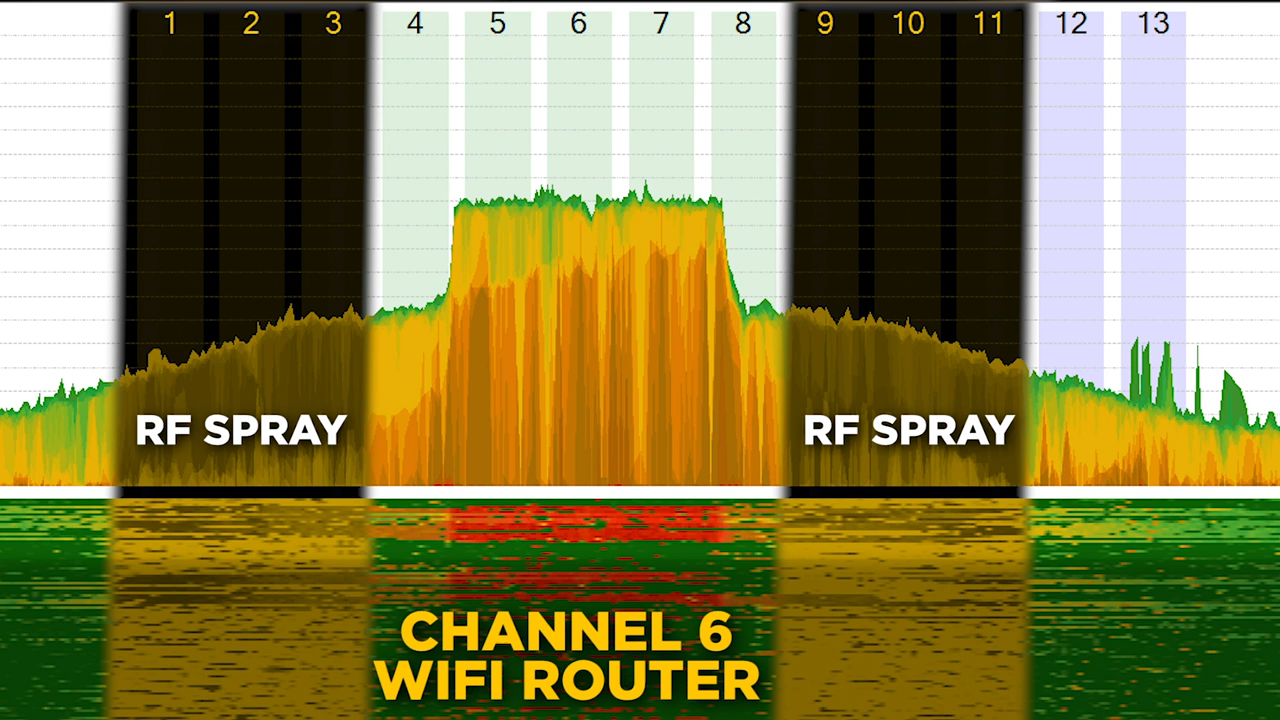 1 2 3 4 5 6 7 8 9 10 11 12 13
RF SPRAY RF SPRAY
CHANNEL 6
WIFI ROUTER